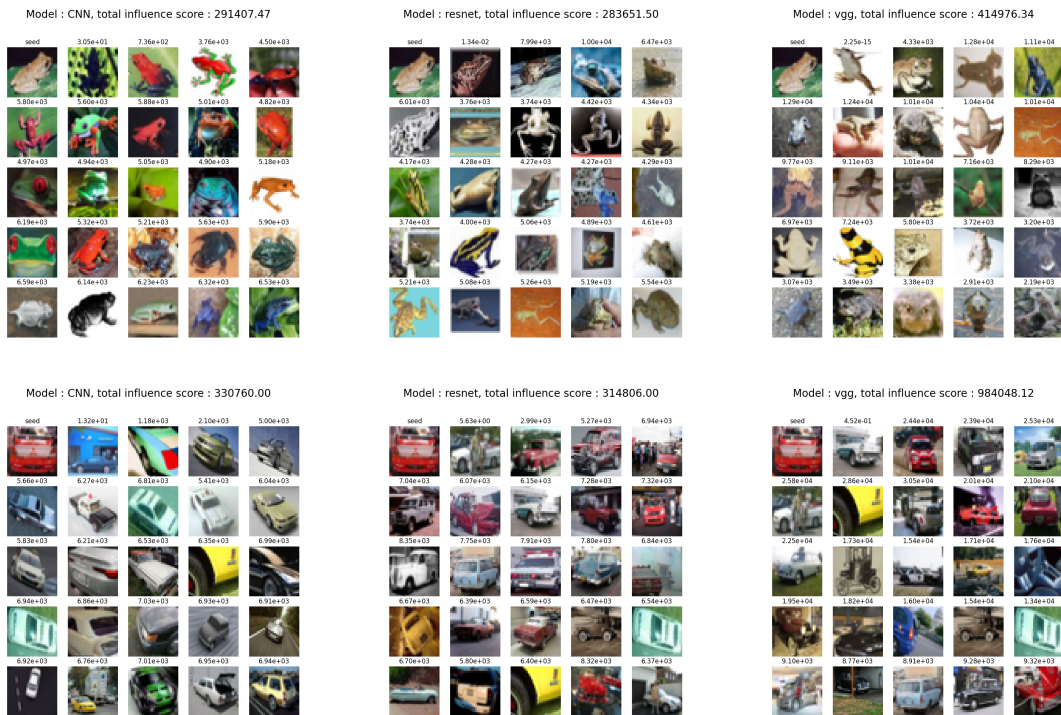 Model : CNN, total influence score : 291407.47
seed 3.05e+01 7.36e+02 3.76e+03 4.50e+03
5.80e+03 5.60e+03 5.88e+03 5.01e+03 4.82e+03
4.97e+03 4.94e+03 5.05e+03 4.90e+03 5.18e+03
6.19e+03 5.32e+03 5.21e+03 5.63e+03 5.90e+03
6.59e+03 6.14e+03 6.23e+03 6.32e+03 6.53e+03
Model : resnet, total influence score : 283651.50
seed 1.34e-02 7.99e+03 1.00e+04 6.47e+03
6.01e+03 3.76e+03 3.74e+03 4.42e+03 4.34e+03
4.17e+03 4.28e+03 4.27e+03 4.27e+03 4.29e+03
3.74e+03 4.00e+03 5.06e+03 4.89e+03 4.61e+03
5.21e+03 5.08e+03 5.26e+03 5.19e+03 5.54e+03
Model : vgg, total influence score : 414976.34
seed 2.25e-15 4.33e+03 1.28e+04 1.11e+04
1.29e+04 1.24e+04 1.01e+04 1.04e+04 1.01e+04
9.77e+03 9.11e+03 1.01e+04 7.16e+03 8.29e+03
6.97e+03 7.24e+03 5.80e+03 3.72e+03 3.20e+03
3.07e+03 3.49e+03 3.38e+03 2.91e+03 2.19e+03
Model : CNN, total influence score : 330760.00
seed 1.32e+01 1.18e+03 2.10e+03 5.00e+03
5.66e+03 6.27e+03 6.81e+03 5.41e+03 6.04e+03
5.83e+03 6.21e+03 6.53e+03 6.35e+03 6.99e+03
6.94e+03 6.86e+03 7.03e+03 6.93e+03 6.91e+03
6.92e+03 6.76e+03 7.01e+03 6.95e+03 6.94e+03
Model : resnet, total influence score : 314806.00
seed 5.63e+00 2.99e+03 5.27e+03 6.94e+03
7.04e+03 6.07e+03 6.15e+03 7.28e+03 7.32e+03
8.35e+03 7.75e+03 7.91e+03 7.80e+03 6.84e+03
6.67e+03 6.39e+03 6.59e+03 6.47e+03 6.54e+03
6.70e+03 5.80e+03 6.40e+03 8.32e+03 6.37e+03
Model : vgg, total influence score : 984048.12
seed 4.52e-01 2.44e+04 2.39e+04 2.53e+04
2.58e+04 2.86e+04 3.05e+04 2.01e+04 2.10e+04
2.25e+04 1.73e+04 1.54e+04 1.71e+04 1.76e+04
1.95e+04 1.82e+04 1.60e+04 1.54e+04 1.34e+04
9.10e+03 8.77e+03 8.91e+03 9.28e+03 9.32e+03